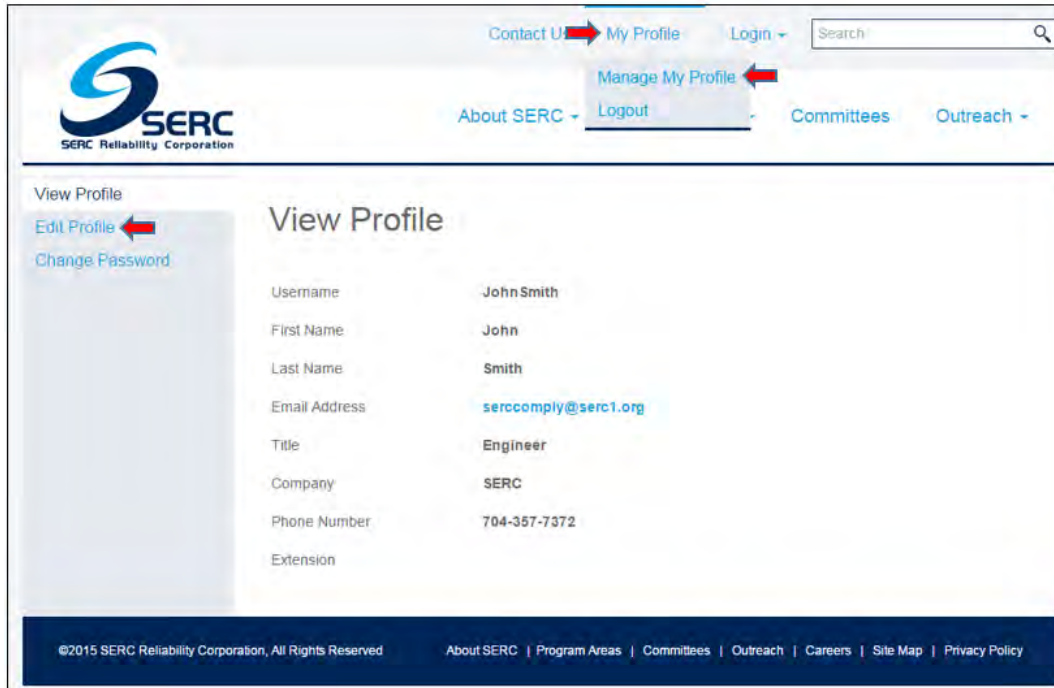 Contact U My Profile Login Search
Manage My Profile
Logout
SERC
SERC Reliability Corporation
About SERC Committees Outreach
View Profile
Edit Profile
Change Password
View Profile
Username JohnSmith
First Name John
Last Name Smith
Email Address serccomply@serc1.org
Title Engineer
Company SERC
Phone Number 704-357-7372
Extension
©2015 SERC Reliability Corporation, All Rights Reserved About SERC | Program Areas | Committees | Outreach | Careers | Site Map | Privacy Policy